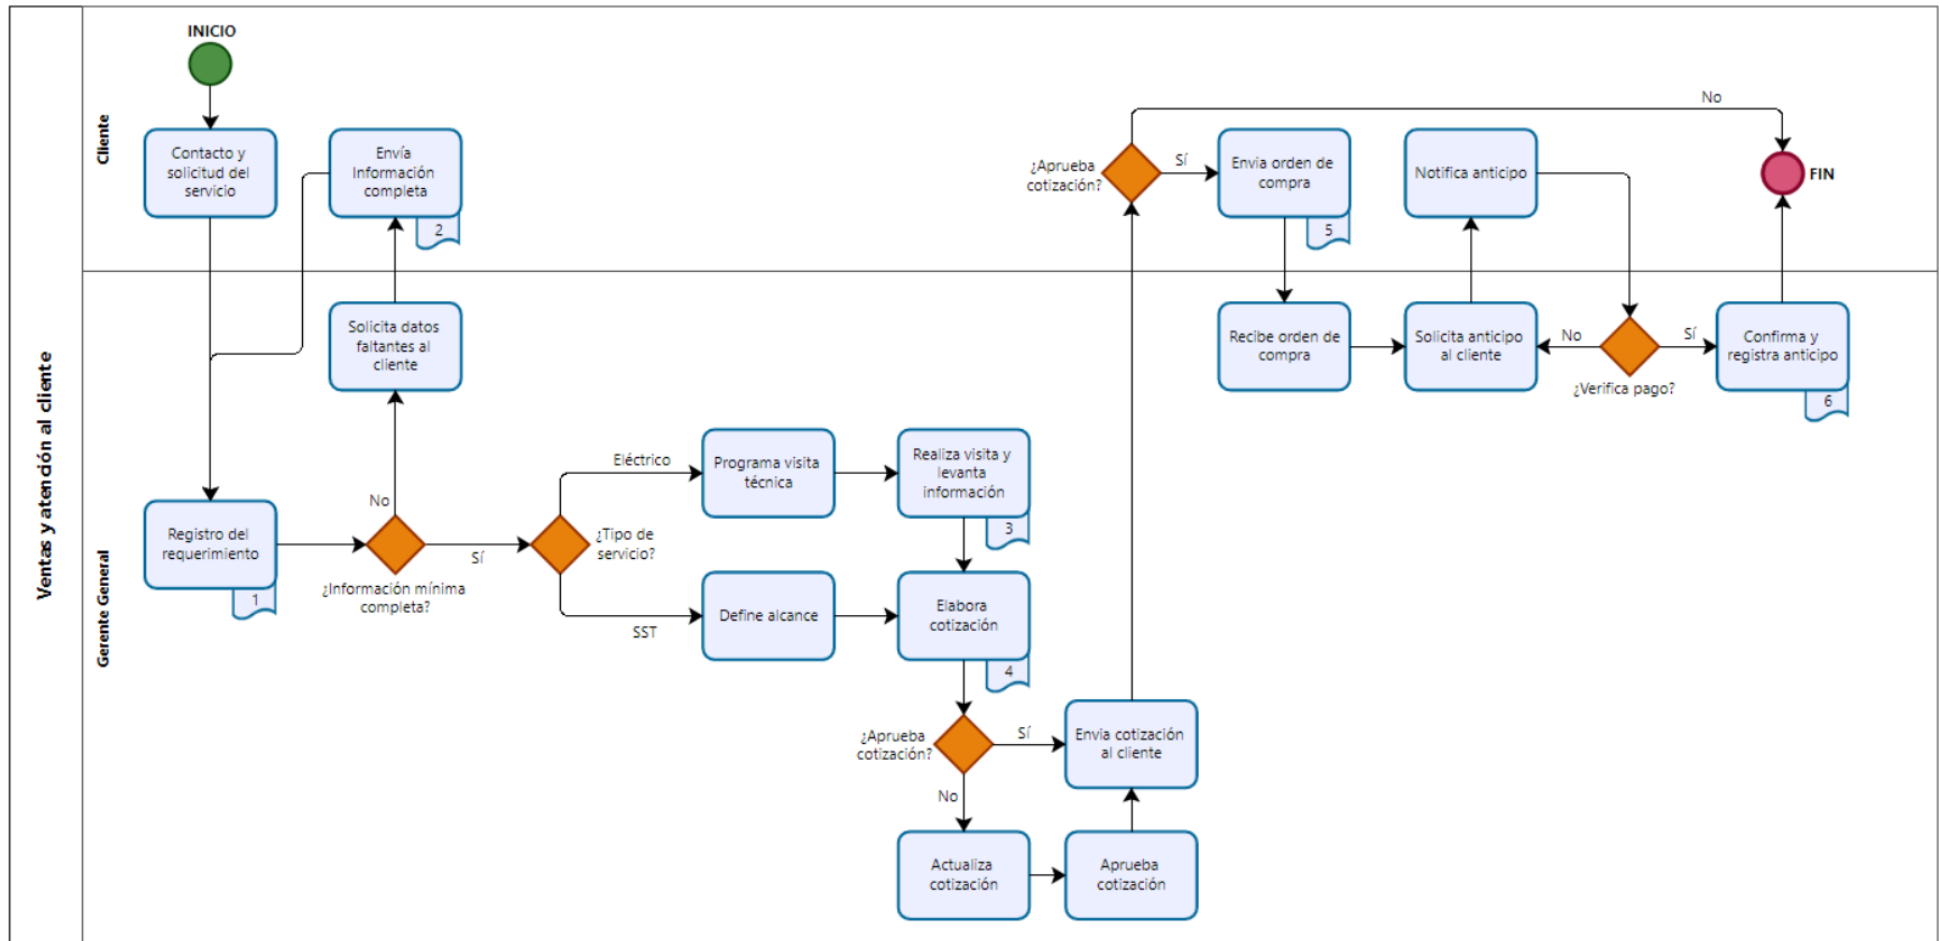 Ventas y atención al cliente
Cliente
INICIO
Contacto y
solicitud del
servicio
Envía
Información
completa
2
¿Aprueba
cotización?
Sí
No
Envia orden de
compra
5
Notifica anticipo
FIN
Gerente General
Solicita datos
faltantes al
cliente
Recibe orden de
compra
Solicita anticipo
al cliente
No
¿Verifica pago?
Sí
Confirma y
registra anticipo
6
Registro del
requerimiento
1
No
¿Información mínima
completa?
Sí
¿Tipo de
servicio?
Eléctrico
Programa visita
técnica
Realiza visita y
levanta
información
3
SST
Define alcance
Elabora
cotización
4
¿Aprueba
cotización?
Sí
Envia cotización
al cliente
No
Actualiza
cotización
Aprueba
cotización